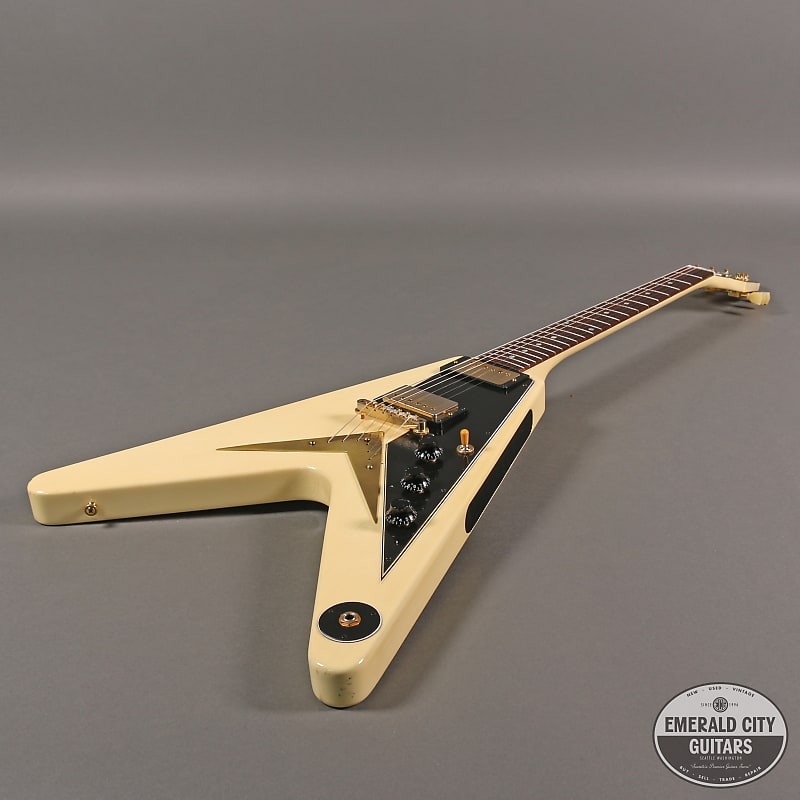 NEW · USED · VINTAGE
SINCE 1996
EMERALD CITY
GUITARS
SEATTLE WASHINGTON
"Seattle's Premier Guitar Store"
BUY · SELL · TRADE · REPAIR